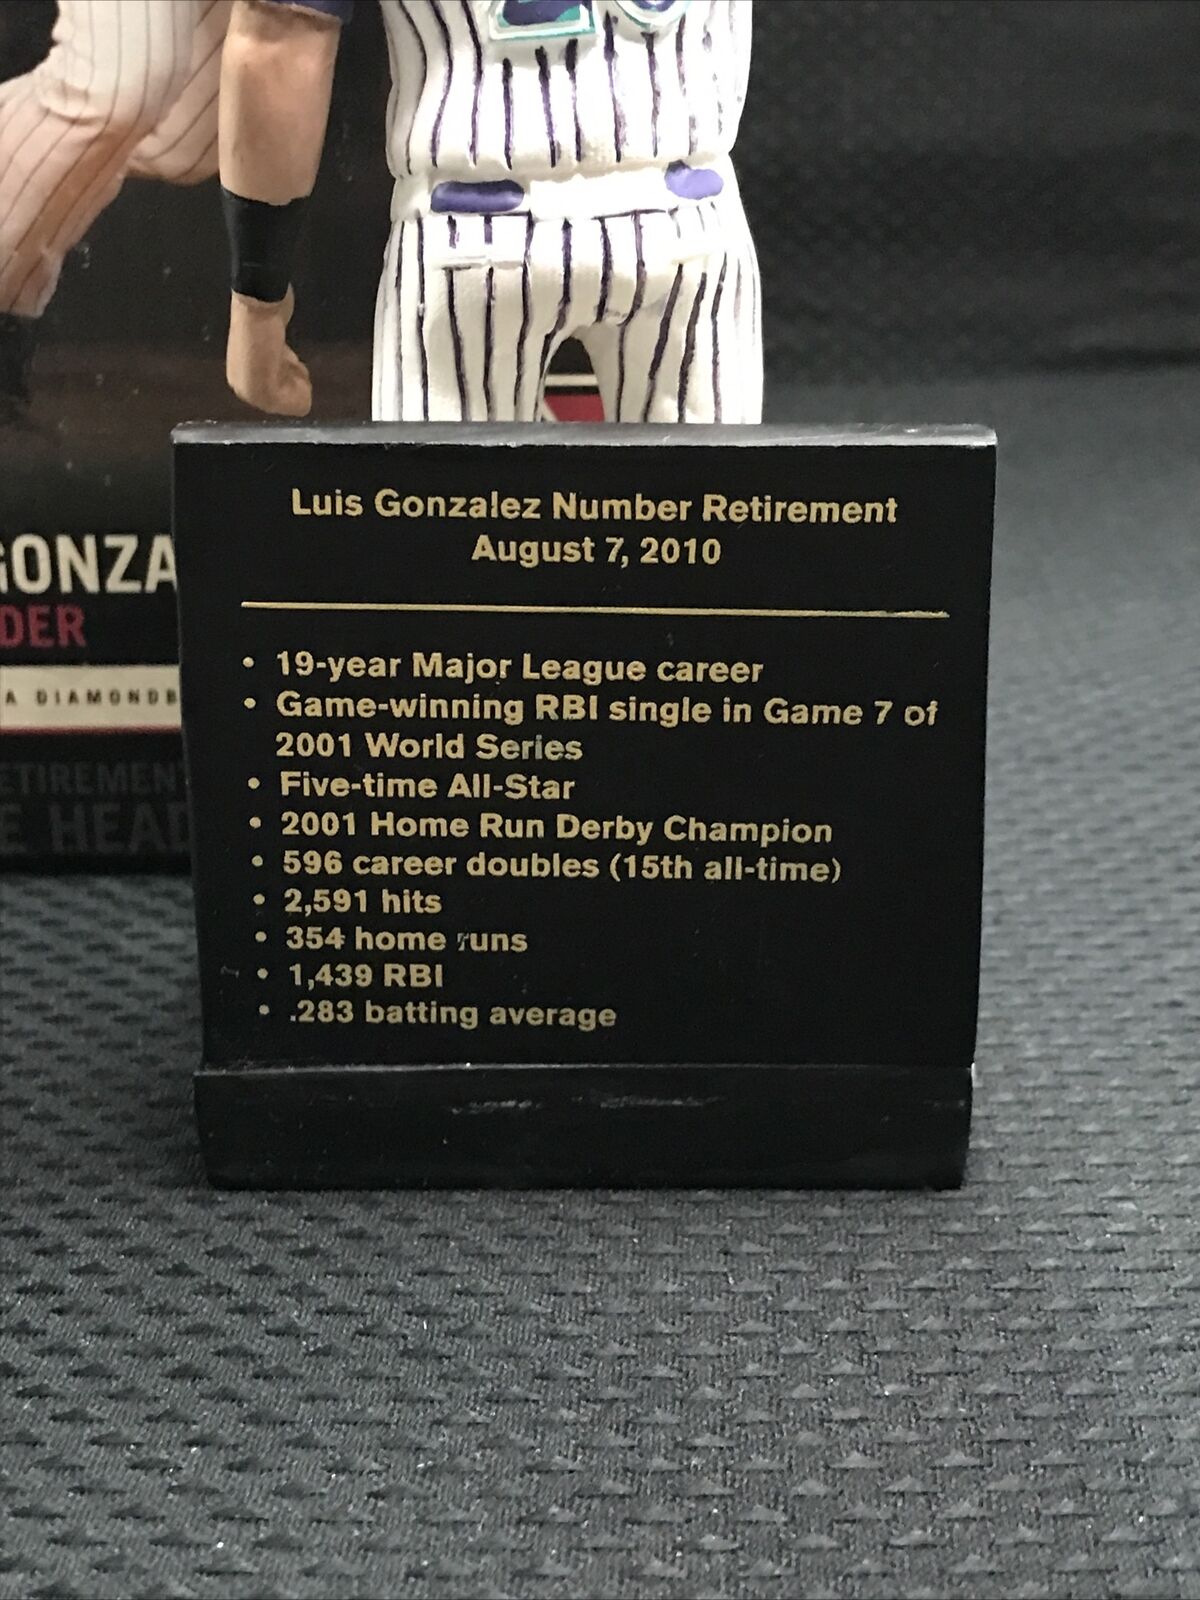 Luis Gonzalez Number Retirement
August 7, 2010
• 19-year Major League career
• Game-winning RBI single in Game 7 of
2001 World Series
• Five-time All-Star
• 2001 Home Run Derby Champion
• 596 career doubles (15th all-time)
• 2,591 hits
• 354 home runs
• 1,439 RBI
• .283 batting average
GONZA
DER
A DIAMONDB
ETIREMENT
E HEAD